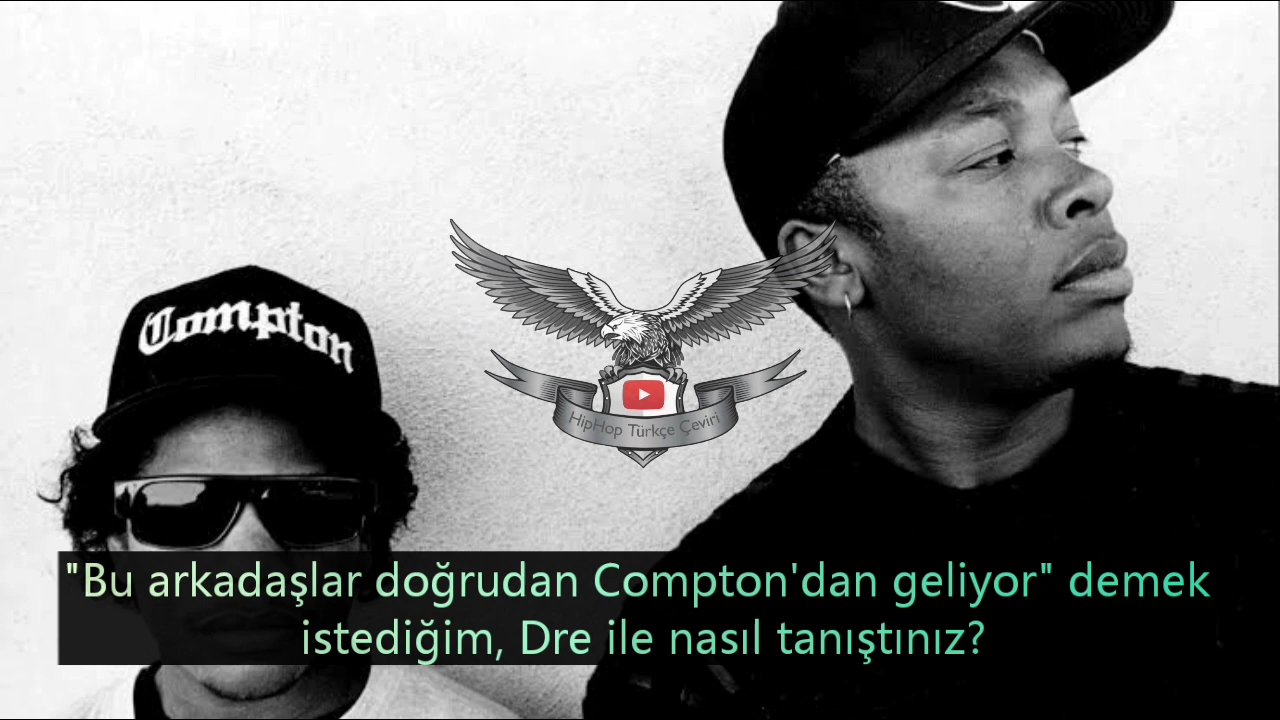 Compton
HipHop Türkçe Çeviri
"Bu arkadaşlar doğrudan Compton'dan geliyor" demek
istediğim, Dre ile nasıl tanıştınız?